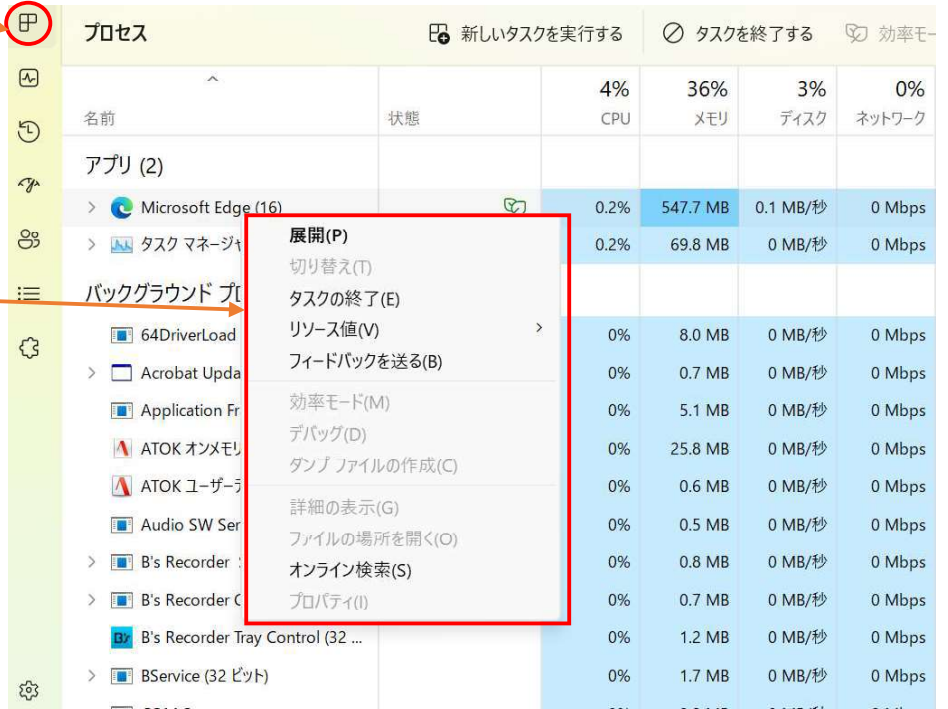 プロセス 新しいタスクを実行する タスクを終了する 効率モー
4% 36% 3% 0%
名前 状態 CPU メモリ ディスク ネットワーク
アプリ (2)
Microsoft Edge (16) 0.2% 547.7 MB 0.1 MB/秒 0 Mbps
タスク マネージャ 0.2% 69.8 MB 0 MB/秒 0 Mbps
バックグラウンド プロ
64DriverLoad 0% 8.0 MB 0 MB/秒 0 Mbps
Acrobat Upda 0% 0.7 MB 0 MB/秒 0 Mbps
Application Fr 0% 5.1 MB 0 MB/秒 0 Mbps
ATOK オンメモリ 0% 25.8 MB 0 MB/秒 0 Mbps
ATOK ユーザーデ 0% 0.6 MB 0 MB/秒 0 Mbps
Audio SW Ser 0% 0.5 MB 0 MB/秒 0 Mbps
B's Recorder 0% 0.8 MB 0 MB/秒 0 Mbps
B's Recorder C 0% 0.7 MB 0 MB/秒 0 Mbps
B's Recorder Tray Control (32 ... 0% 1.2 MB 0 MB/秒 0 Mbps
BService (32 ビット) 0% 1.7 MB 0 MB/秒 0 Mbps
展開(P)
切り替え(T)
タスクの終了(E)
リソース値(V)
フィードバックを送る(B)
効率モード(M)
デバッグ(D)
ダンプ ファイルの作成(C)
詳細の表示(G)
ファイルの場所を開く(O)
オンライン検索(S)
プロパティ(I)